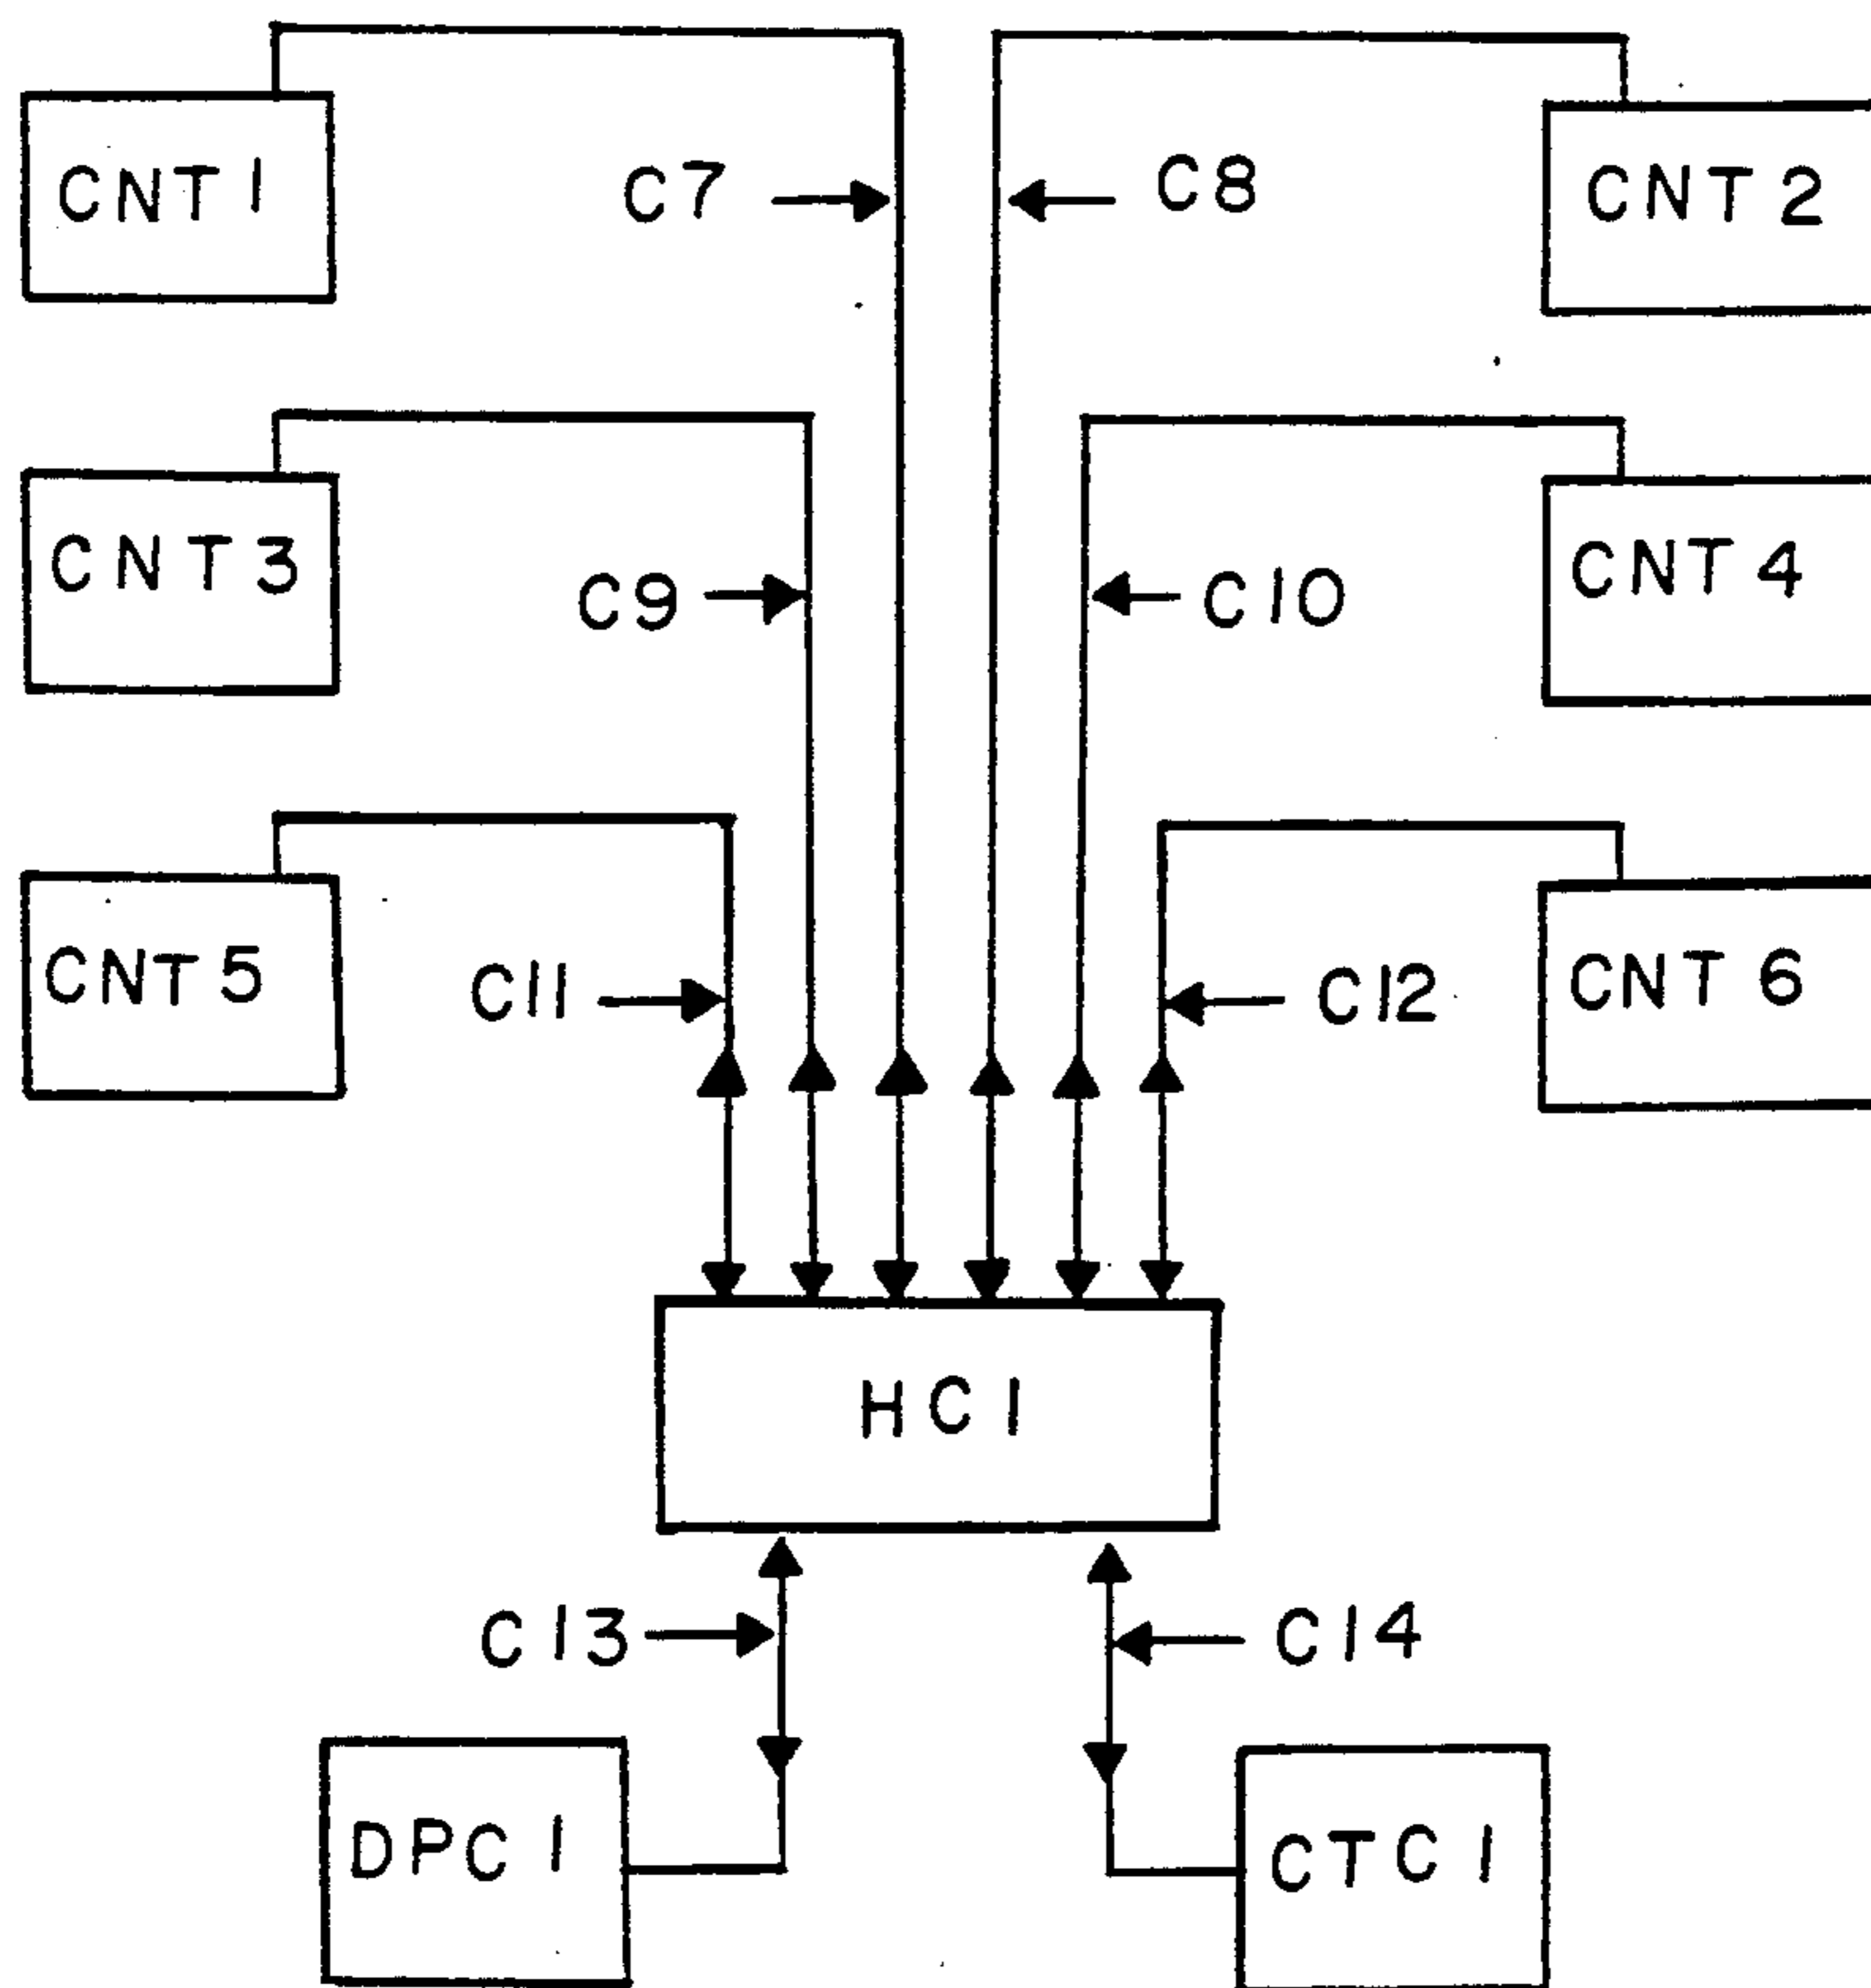 CNT1
C7
C8
CNT2
CNT3
C9
C10
CNT4
CNT5
C11
C12
CNT6
HC1
C13
C14
DPC1
CTC1